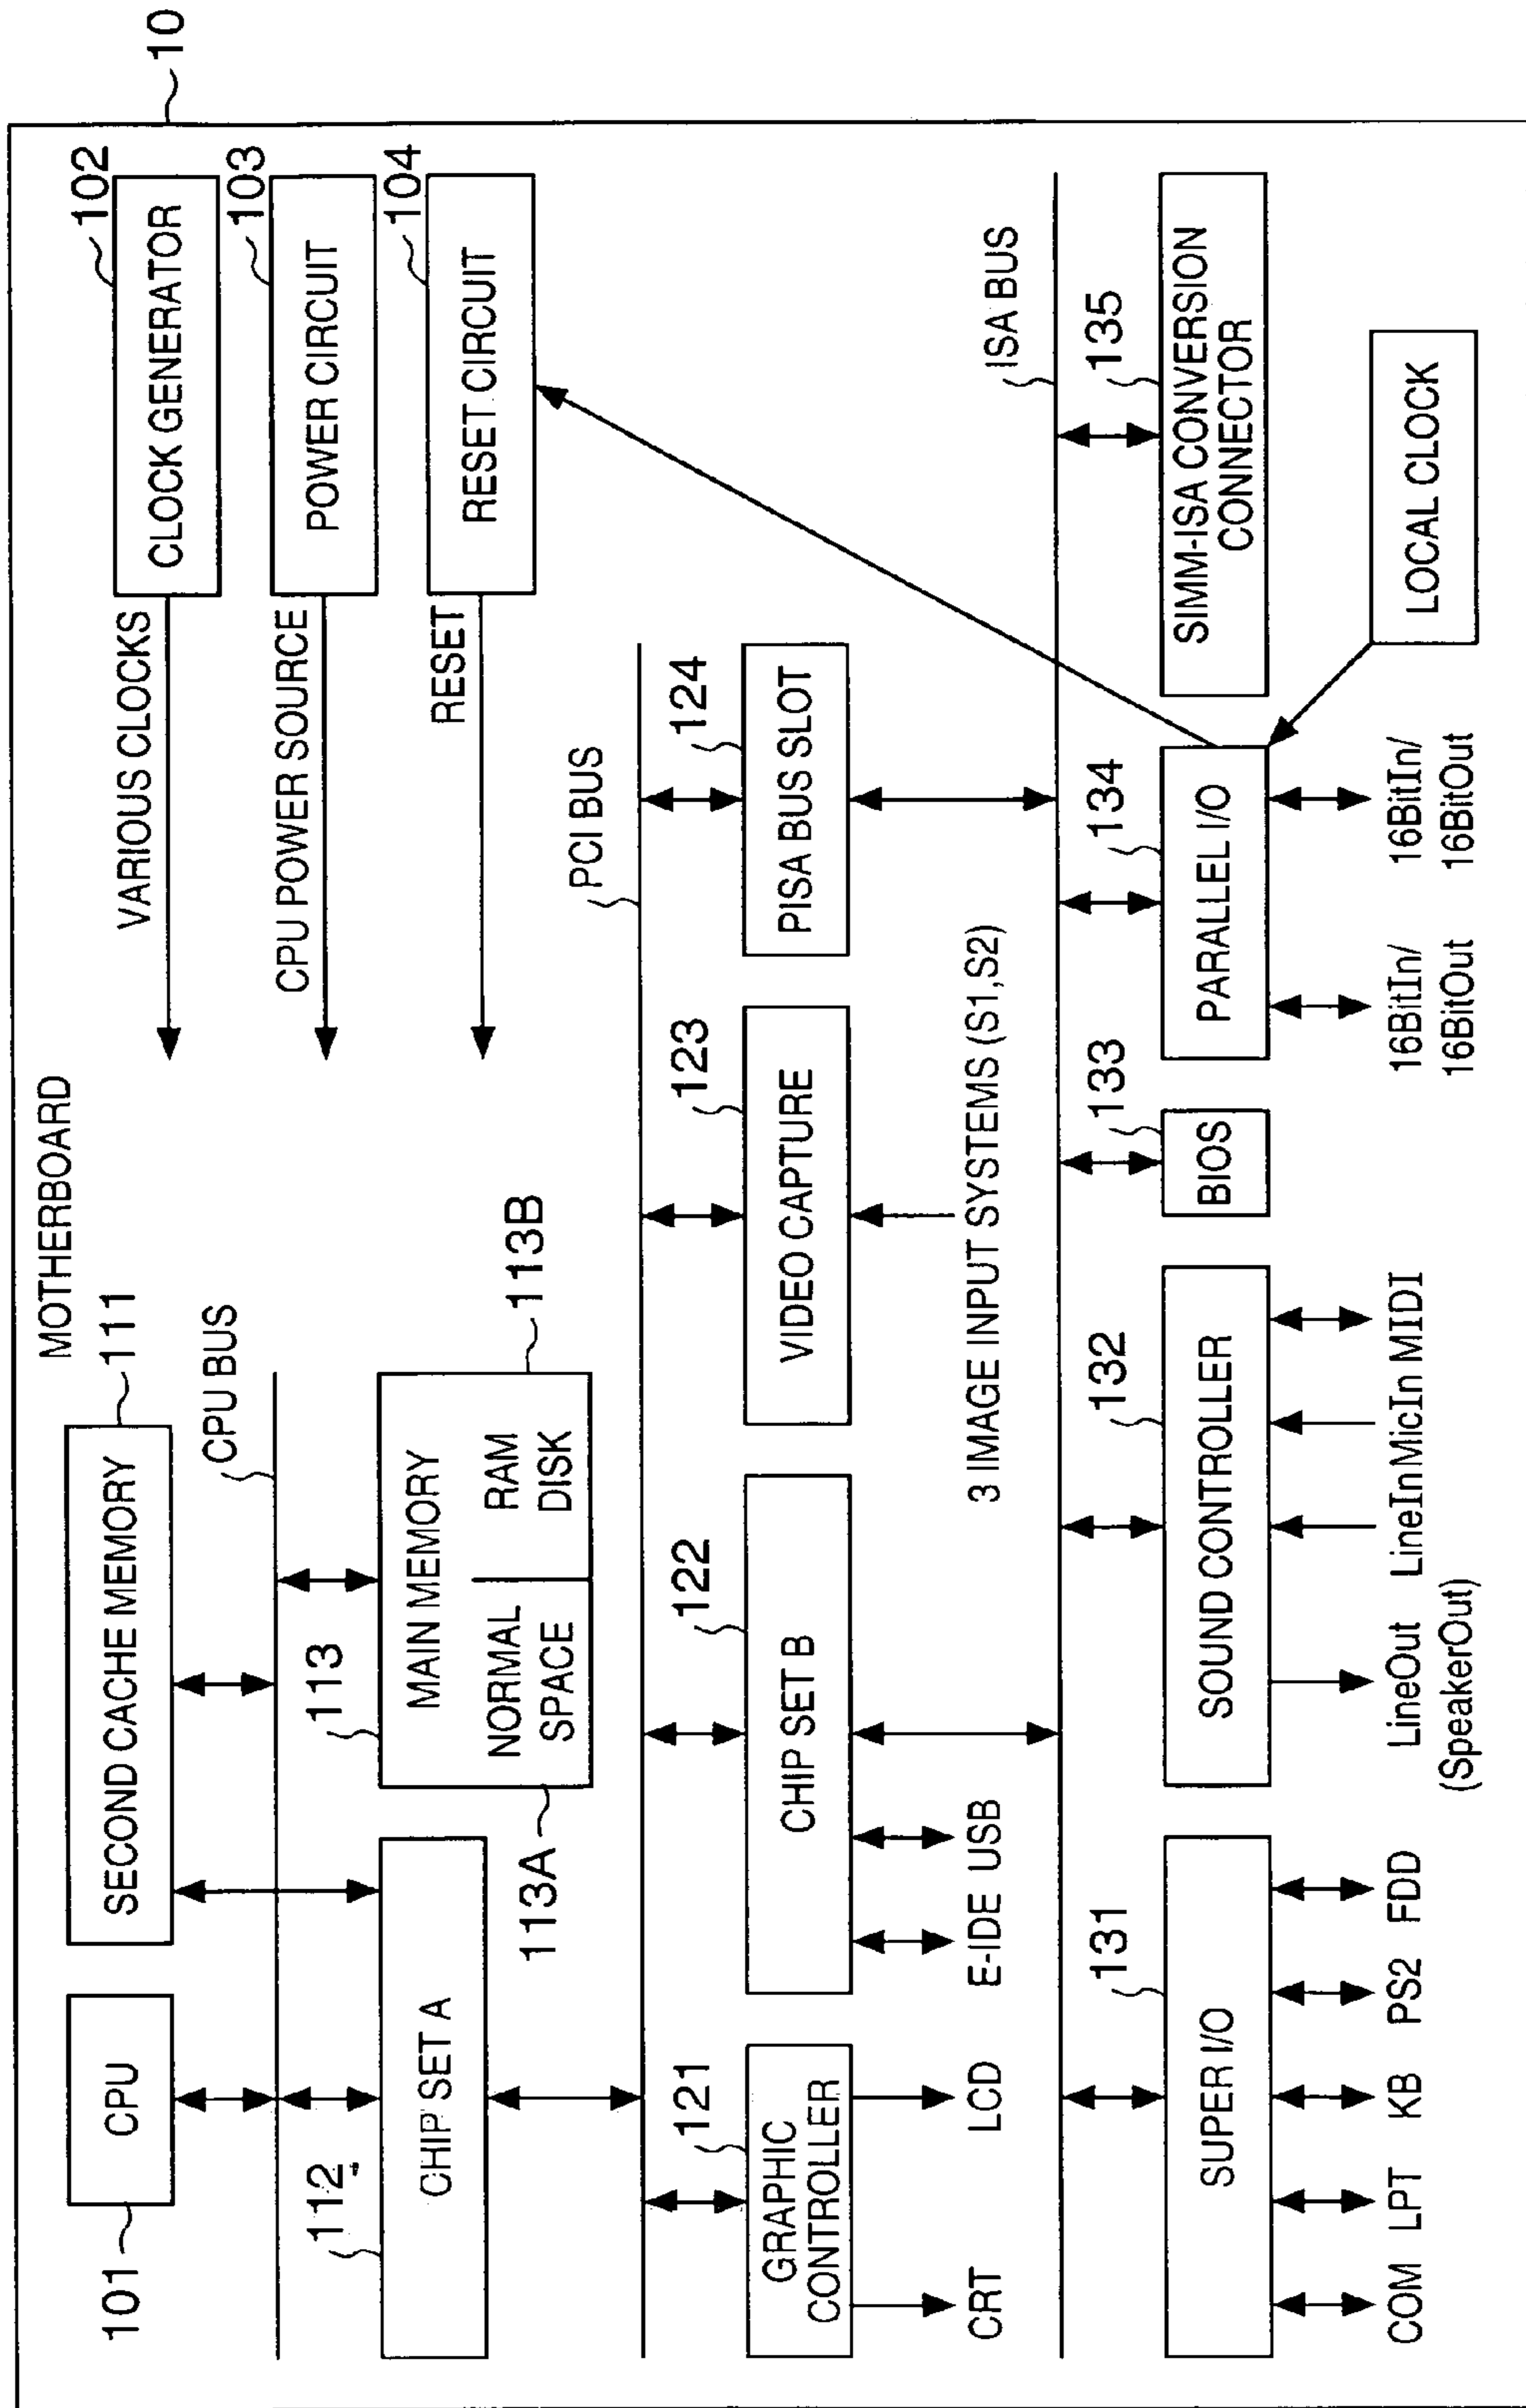 10
MOTHERBOARD
101
CPU
SECOND CACHE MEMORY
111
VARIOUS CLOCKS
CLOCK GENERATOR
102
CPU BUS
CPU POWER SOURCE
POWER CIRCUIT
103
112
CHIP SET A
113
MAIN MEMORY
NORMAL
SPACE
RAM
DISK
113A
113B
RESET
RESET CIRCUIT
104
PCI BUS
121
GRAPHIC
CONTROLLER
CRT
LCD
122
CHIP SET B
E-IDE
USB
123
VIDEO CAPTURE
3 IMAGE INPUT SYSTEMS (S1,S2)
124
PISA BUS SLOT
ISA BUS
131
SUPER I/O
COM
LPT
KB
PS2
FDD
132
SOUND CONTROLLER
LineOut
(SpeakerOut)
LineIn
MicIn
MIDI
133
BIOS
134
PARALLEL I/O
16BitIn/
16BitOut
16BitIn/
16BitOut
135
SIMM-ISA CONVERSION
CONNECTOR
LOCAL CLOCK